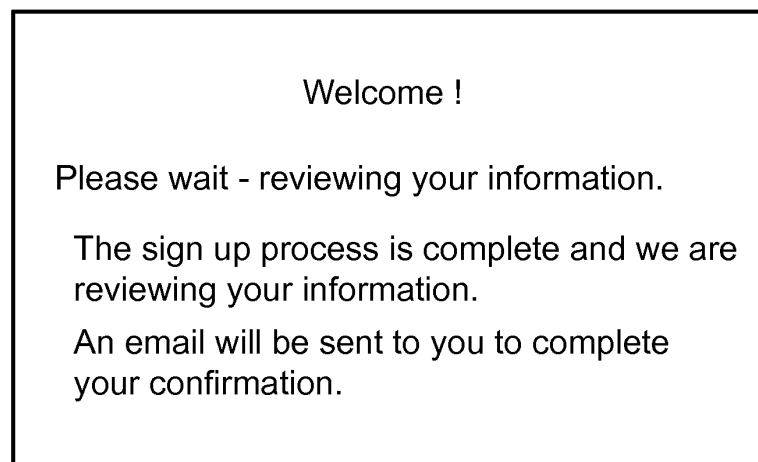 Welcome !
Please wait - reviewing your information.
The sign up process is complete and we are
reviewing your information.
An email will be sent to you to complete
your confirmation.